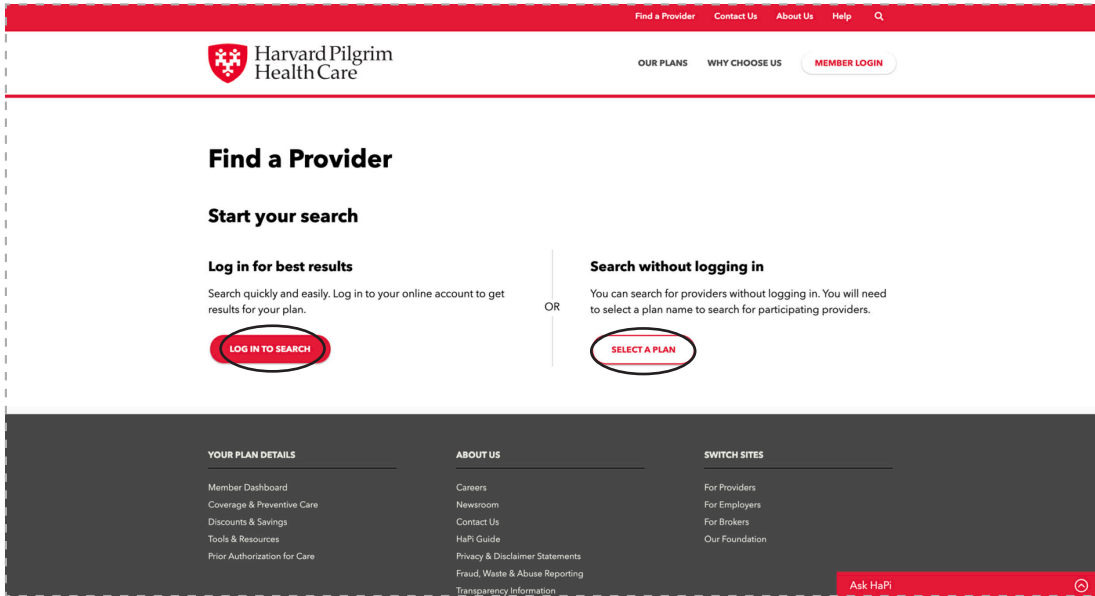 Find a Provider Contact Us About Us Help
Harvard Pilgrim
Health Care
OUR PLANS WHY CHOOSE US MEMBER LOGIN
Find a Provider
Start your search
Log in for best results
Search quickly and easily. Log in to your online account to get
results for your plan.
LOG IN TO SEARCH
OR
Search without logging in
You can search for providers without logging in. You will need
to select a plan name to search for participating providers.
SELECT A PLAN
YOUR PLAN DETAILS
Member Dashboard
Coverage & Preventive Care
Discounts & Savings
Tools & Resources
Prior Authorization for Care
ABOUT US
Careers
Newsroom
Contact Us
HaPi Guide
Privacy & Disclaimer Statements
Fraud, Waste & Abuse Reporting
Transparency Information
SWITCH SITES
For Providers
For Employers
For Brokers
Our Foundation
Ask HaPi